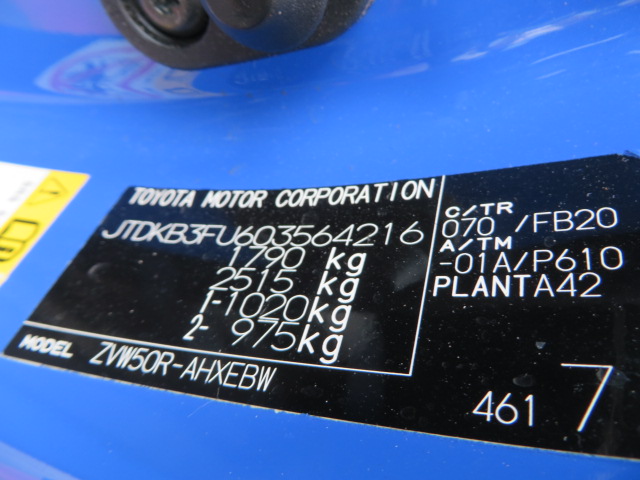 TOYOTA MOTOR CORPORATION
JTDKB3FU603564216
1790 kg
2515 kg
1-1020kg
2- 975kg
MODEL ZVW50R-AHXEBW
C/TR
070 /FB20
A/TM
-01A/P610
PLANTA42
461 7